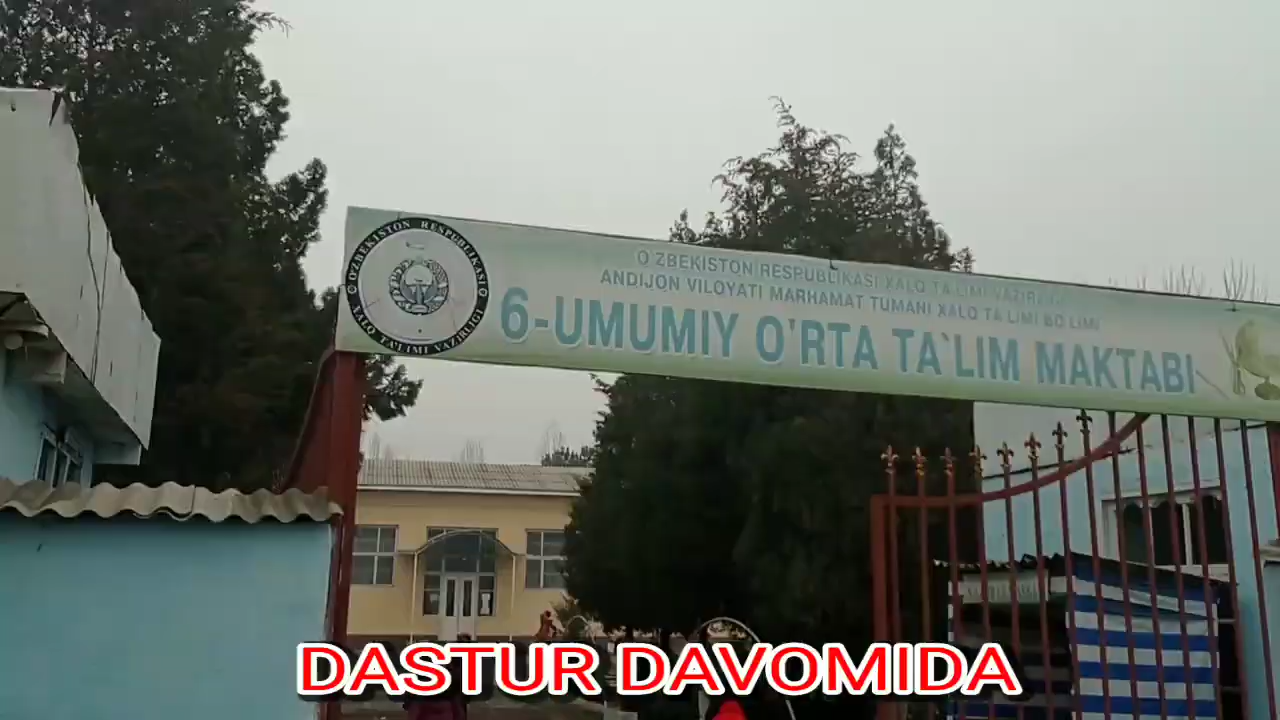 O'ZBEKISTON RESPUBLIKASI
XALQ TA'LIMI VAZIRLIGI
O'ZBEKISTON RESPUBLIKASI XALQ TA'LIMI VAZIRLIGI
ANDIJON VILOYATI MARHAMAT TUMANI XALQ TA LIMI BO LIMI
6-UMUMIY O'RTA TA`LIM MAKTABI
DASTUR DAVOMIDA